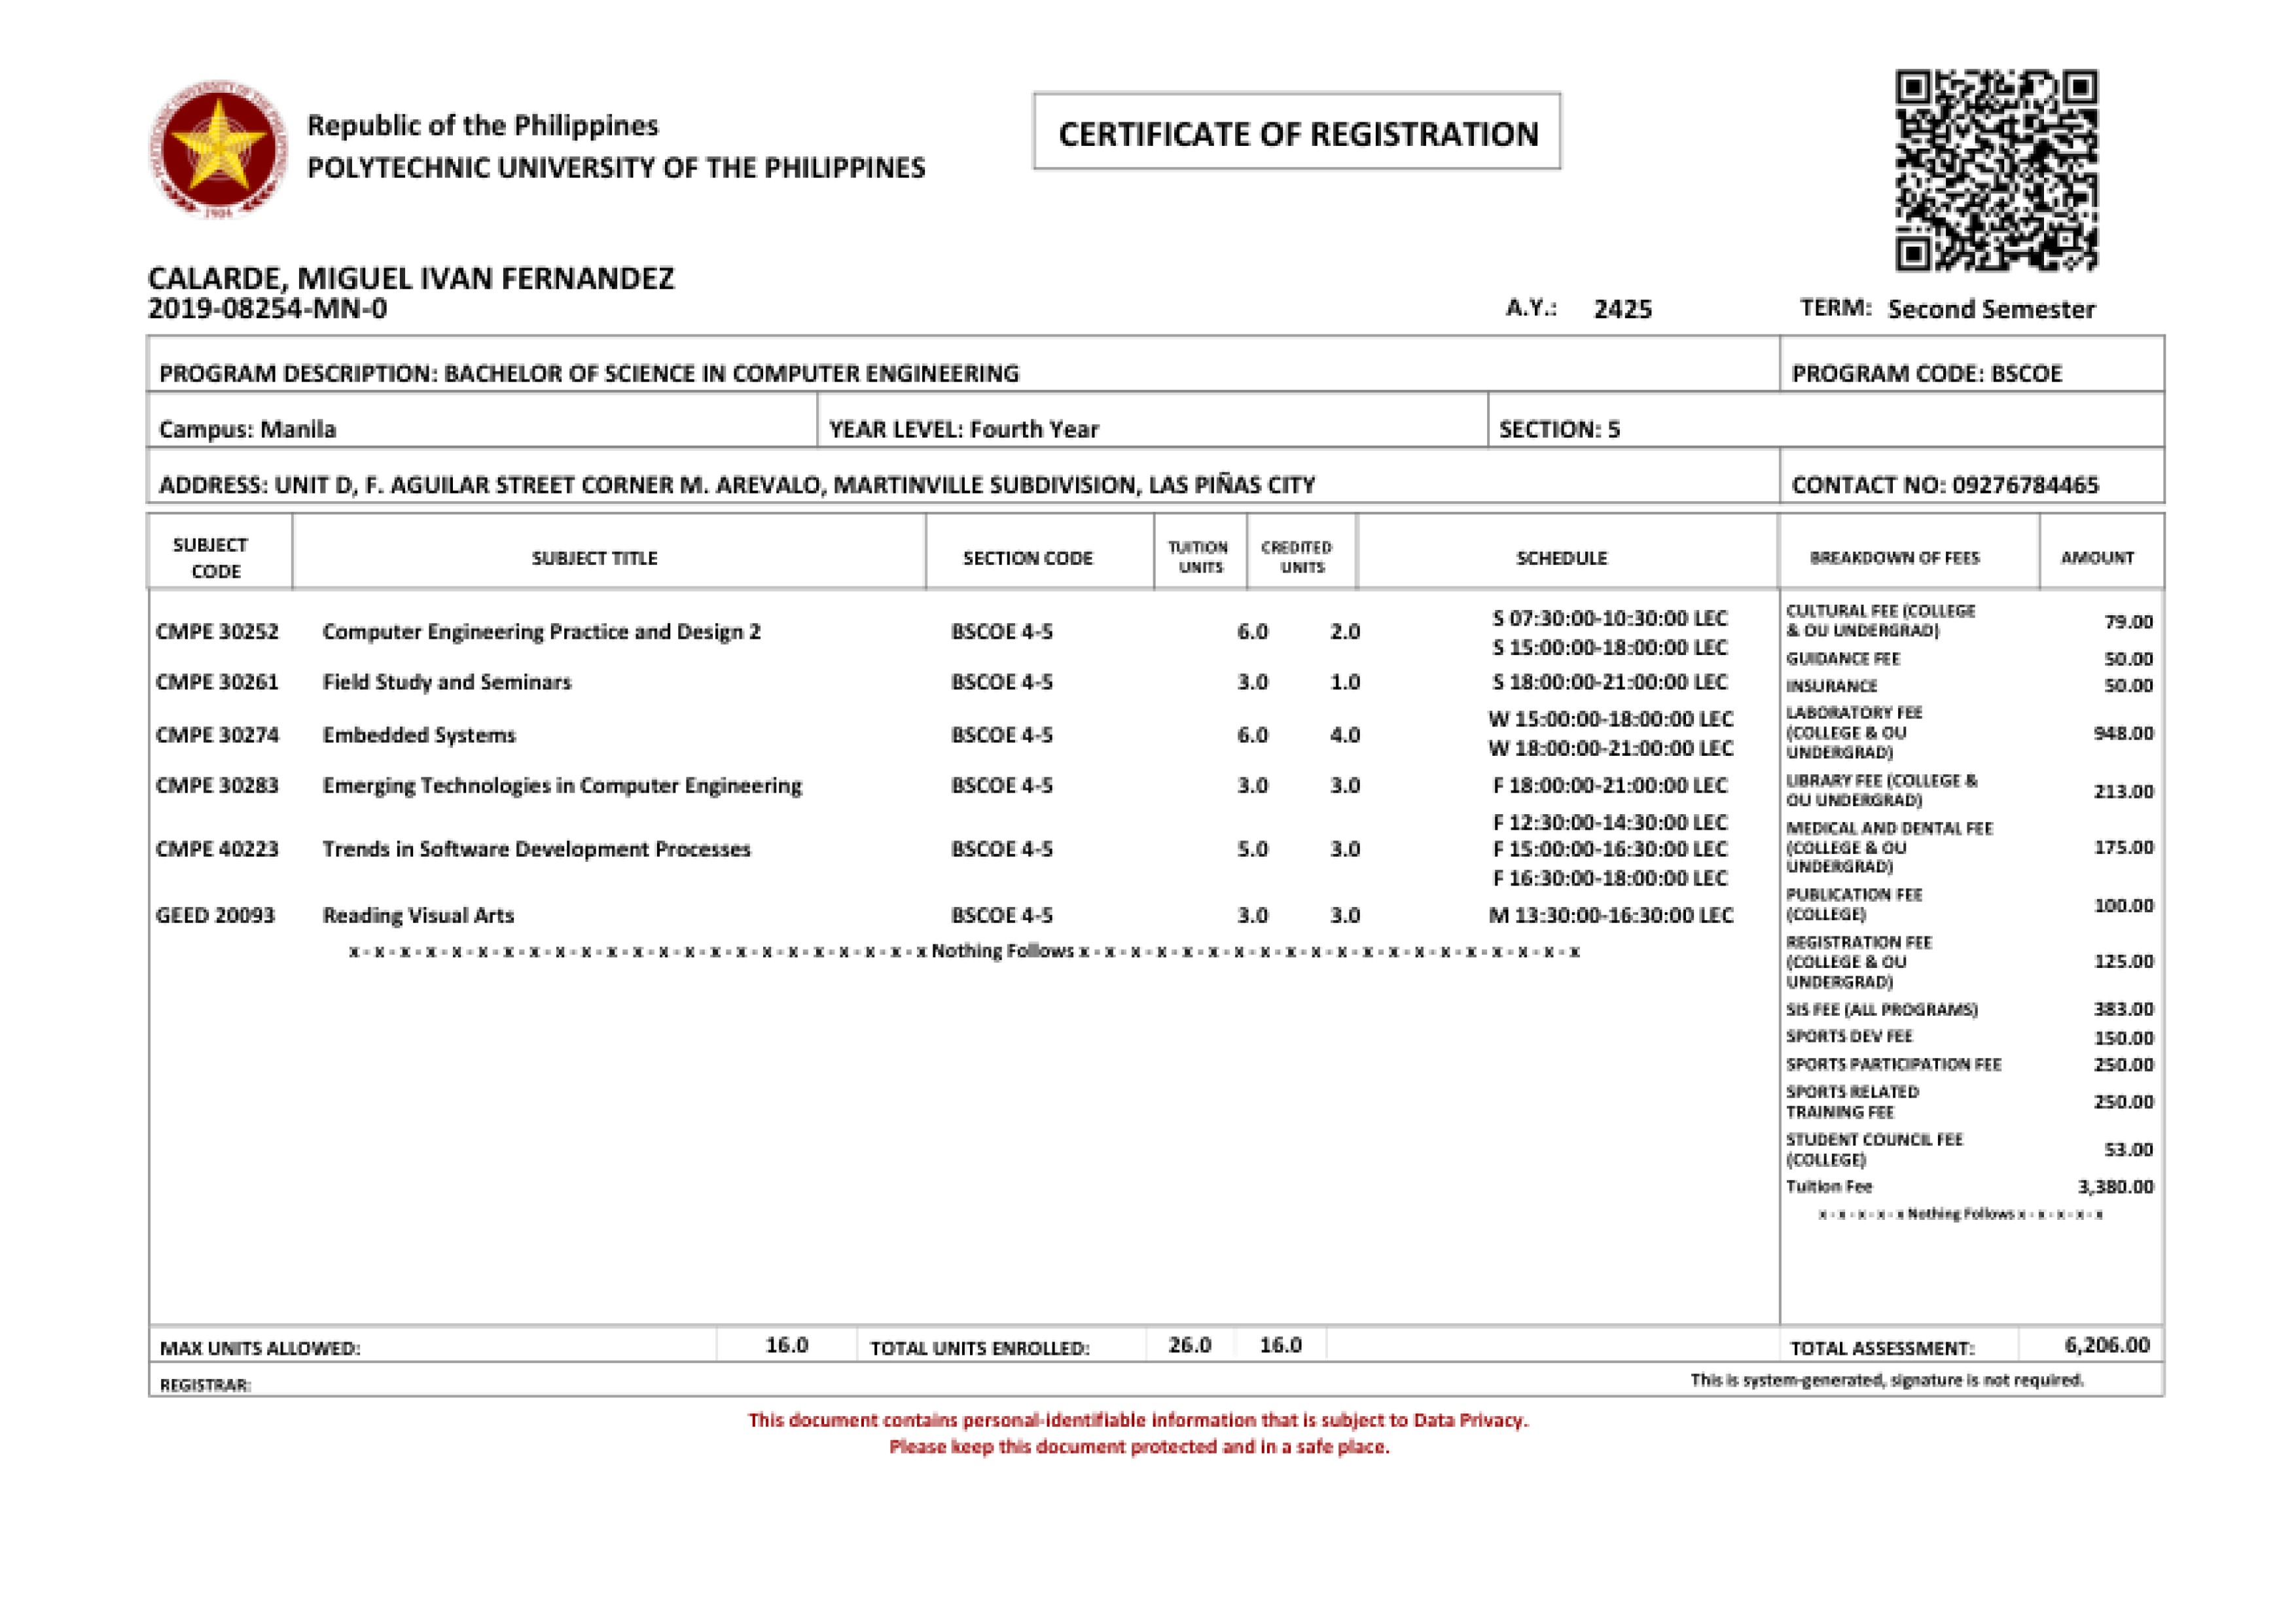 Republic of the Philippines
POLYTECHNIC UNIVERSITY OF THE PHILIPPINES
CERTIFICATE OF REGISTRATION
POLYTECHNIC UNIVERSITY OF THE PHILIPPINES
1904
CALARDE, MIGUEL IVAN FERNANDEZ
2019-08254-MN-0
A.Y.: 2425 TERM: Second Semester
PROGRAM DESCRIPTION: BACHELOR OF SCIENCE IN COMPUTER ENGINEERING PROGRAM CODE: BSCOE
Campus: Manila YEAR LEVEL: Fourth Year SECTION: 5
ADDRESS: UNIT D, F. AGUILAR STREET CORNER M. AREVALO, MARTINVILLE SUBDIVISION, LAS PIÑAS CITY CONTACT NO: 09276784465
SUBJECT CODE SUBJECT TITLE SECTION CODE TUITION UNITS CREDITED UNITS SCHEDULE
CMPE 30252 Computer Engineering Practice and Design 2 BSCOE 4-5 6.0 2.0 S 07:30:00-10:30:00 LEC
S 15:00:00-18:00:00 LEC
CMPE 30261 Field Study and Seminars BSCOE 4-5 3.0 1.0 S 18:00:00-21:00:00 LEC
CMPE 30274 Embedded Systems BSCOE 4-5 6.0 4.0 W 15:00:00-18:00:00 LEC
W 18:00:00-21:00:00 LEC
CMPE 30283 Emerging Technologies in Computer Engineering BSCOE 4-5 3.0 3.0 F 18:00:00-21:00:00 LEC
F 12:30:00-14:30:00 LEC
CMPE 40223 Trends in Software Development Processes BSCOE 4-5 5.0 3.0 F 15:00:00-16:30:00 LEC
F 16:30:00-18:00:00 LEC
GEED 20093 Reading Visual Arts BSCOE 4-5 3.0 3.0 M 13:30:00-16:30:00 LEC
x - x - x - x - x - x - x - x - x - x - x - x - x - x - x - x - x - x - x - x - x - x - x Nothing Follows x - x - x - x - x - x - x - x - x - x - x - x - x - x - x - x - x - x - x - x
BREAKDOWN OF FEES AMOUNT
CULTURAL FEE (COLLEGE
& OU UNDERGRAD) 79.00
GUIDANCE FEE 50.00
INSURANCE 50.00
LABORATORY FEE
(COLLEGE & OU 948.00
UNDERGRAD)
LIBRARY FEE (COLLEGE &
OU UNDERGRAD) 213.00
MEDICAL AND DENTAL FEE
(COLLEGE & OU 175.00
UNDERGRAD)
PUBLICATION FEE
(COLLEGE) 100.00
REGISTRATION FEE
(COLLEGE & OU 125.00
UNDERGRAD)
SIS FEE (ALL PROGRAMS) 383.00
SPORTS DEV FEE 150.00
SPORTS PARTICIPATION FEE 250.00
SPORTS RELATED
TRAINING FEE 250.00
STUDENT COUNCIL FEE
(COLLEGE) 53.00
Tuition Fee 3,380.00
x - x - x - x - x Nothing Follows x - x - x - x - x
MAX UNITS ALLOWED: 16.0 TOTAL UNITS ENROLLED: 26.0 16.0 TOTAL ASSESSMENT: 6,206.00
REGISTRAR: This is system-generated, signature is not required.
This document contains personal-identifiable information that is subject to Data Privacy.
Please keep this document protected and in a safe place.